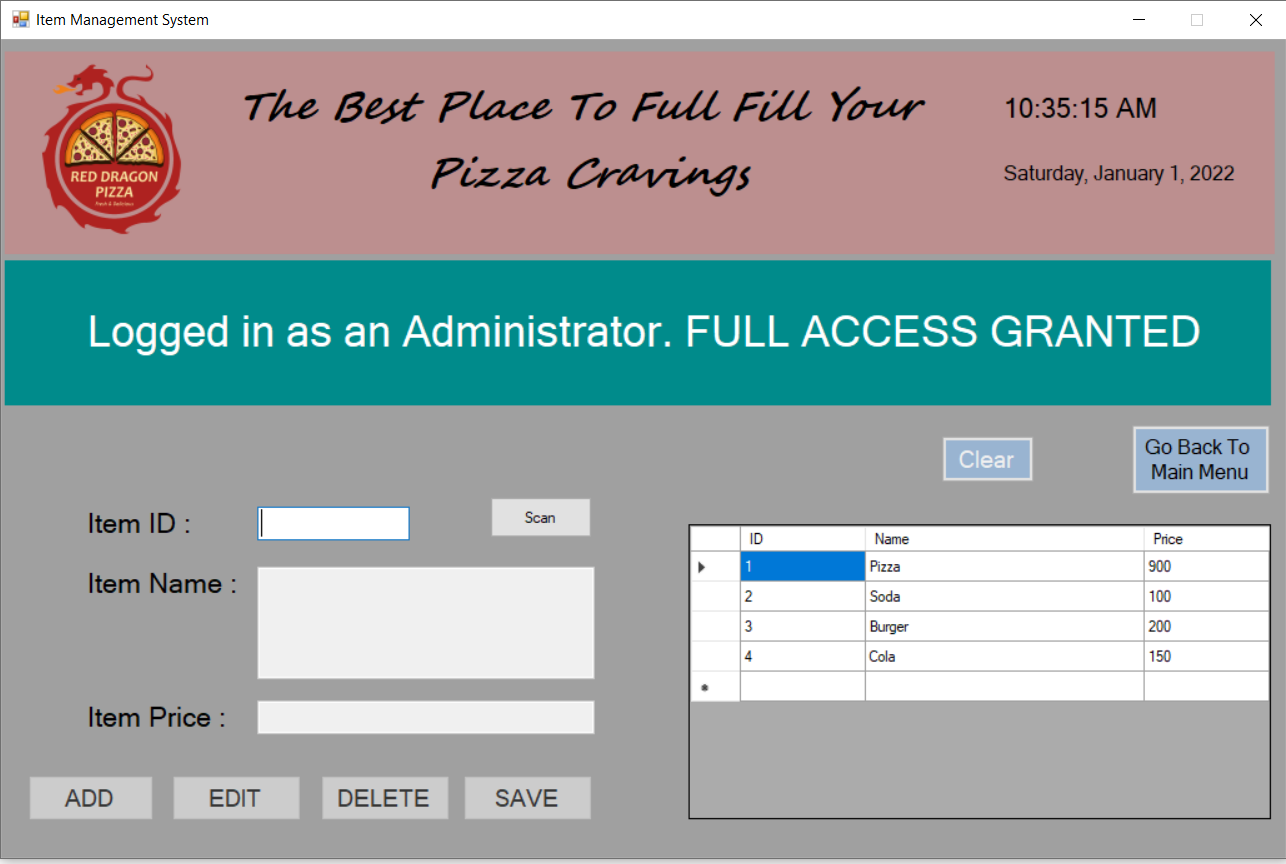 Item Management System
The Best Place To Full Fill Your
Pizza Cravings
10:35:15 AM
Saturday, January 1, 2022
RED DRAGON
PIZZA
Fresh & Delicious
Logged in as an Administrator. FULL ACCESS GRANTED
Clear
Go Back To
Main Menu
Item ID :
Scan
Item Name :
Item Price :
ADD EDIT DELETE SAVE
ID Name Price
1 Pizza 900
2 Soda 100
3 Burger 200
4 Cola 150